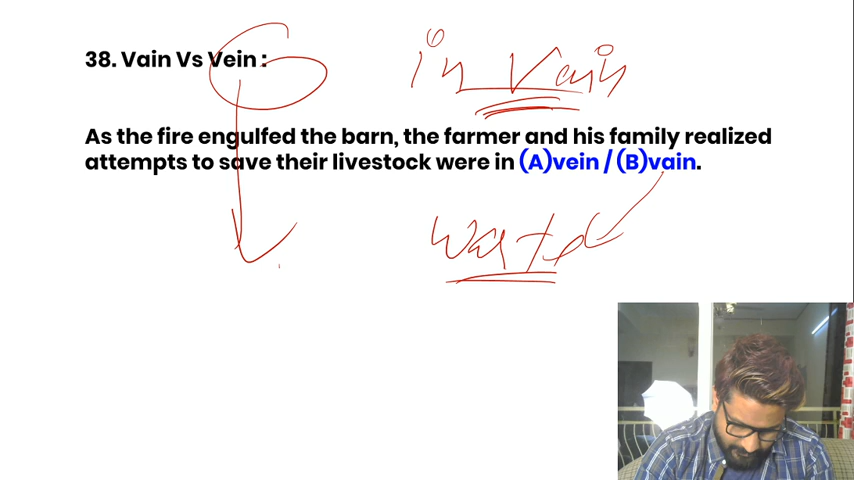 38. Vain Vs Vein :
in Vain
As the fire engulfed the barn, the farmer and his family realized
attempts to save their livestock were in (A)vein / (B)vain.
Waste